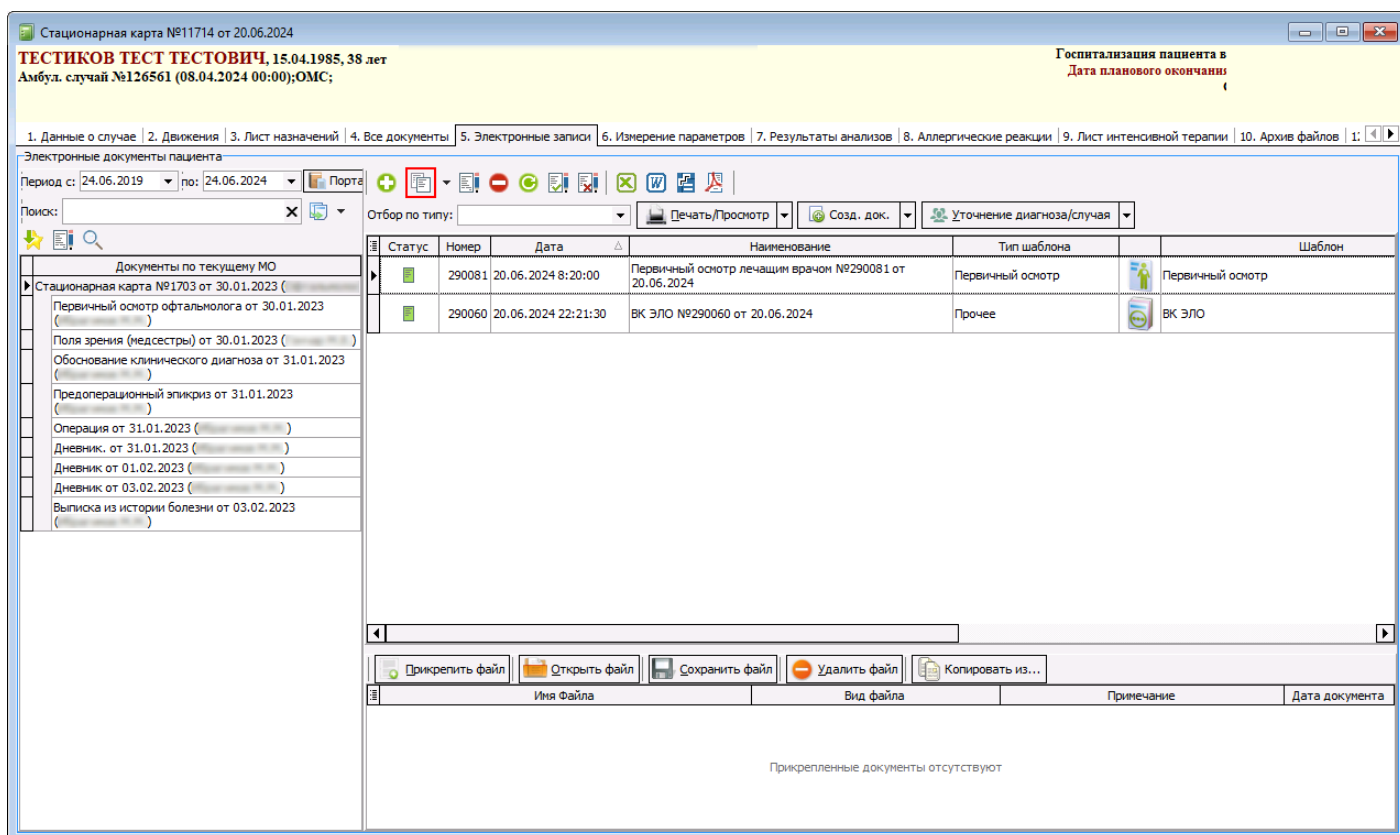 Стационарная карта №11714 от 20.06.2024
ТЕСТИКОВ ТЕСТ ТЕСТОВИЧ, 15.04.1985, 38 лет
Госпитализация пациента в
Амбул. случай №126561 (08.04.2024 00:00);ОМС;
Дата планового окончания
1. Данные о случае 2. Движения 3. Лист назначений 4. Все документы 5. Электронные записи 6. Измерение параметров 7. Результаты анализов 8. Аллергические реакции 9. Лист интенсивной терапии 10. Архив файлов
Электронные документы пациента
Период с: 24.06.2019 по: 24.06.2024 Порта
Поиск:
Отбор по типу: Печать/Просмотр Созд. док. Уточнение диагноза/случая
Статус Номер Дата Наименование Тип шаблона Шаблон
290081 20.06.2024 8:20:00 Первичный осмотр лечащим врачом №290081 от
20.06.2024 Первичный осмотр Первичный осмотр
290060 20.06.2024 22:21:30 ВК ЭЛО №290060 от 20.06.2024 Прочее ВК ЭЛО
Документы по текущему МО
Стационарная карта №1703 от 30.01.2023 (
Первичный осмотр офтальмолога от 30.01.2023
( )
Поля зрения (медсестры) от 30.01.2023 ( )
Обоснование клинического диагноза от 31.01.2023
( )
Предоперационный эпикриз от 31.01.2023
( )
Операция от 31.01.2023 ( )
Дневник. от 31.01.2023 ( )
Дневник от 01.02.2023 ( )
Дневник от 03.02.2023 ( )
Выписка из истории болезни от 03.02.2023
( )
Прикрепить файл Открыть файл Сохранить файл Удалить файл Копировать из...
Имя Файла Вид файла Примечание Дата документа
Прикрепленные документы отсутствуют